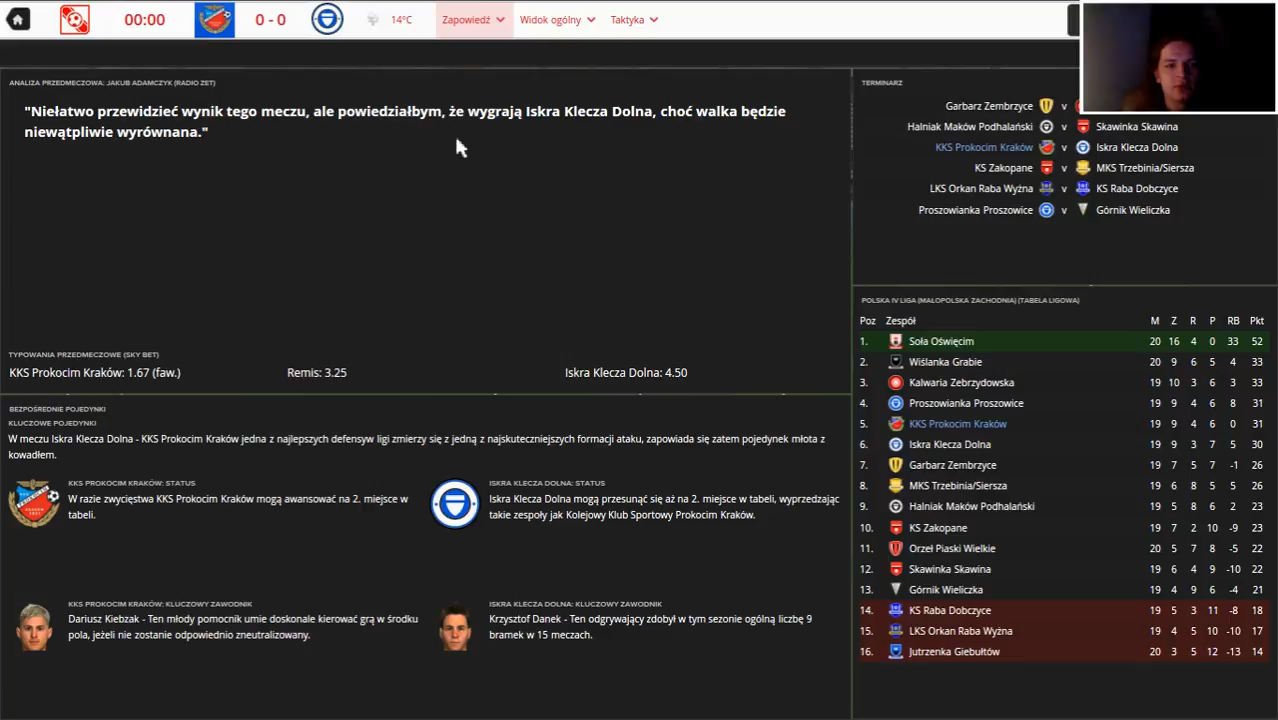 00:00 0 - 0 14°C Zapowiedź Widok ogólny Taktyka
ANALIZA PRZEDMECZOWA: JAKUB ADAMCZYK (RADIO ZET)
"Niełatwo przewidzieć wynik tego meczu, ale powiedziałbym, że wygrają Iskra Klecza Dolna, choć walka będzie
niewątpliwie wyrównana."
TYPOWANIA PRZEDMECZOWE (SKY BET)
KKS Prokocim Kraków: 1.67 (faw.) Remis: 3.25 Iskra Klecza Dolna: 4.50
BEZPOŚREDNIE POJEDYNKI
KLUCZOWE POJEDYNKI
W meczu Iskra Klecza Dolna - KKS Prokocim Kraków jedna z najlepszych defensyw ligi zmierzy się z jedną z najskuteczniejszych formacji ataku, zapowiada się zatem pojedynek młota z
kowadłem.
KKS PROKOCIM KRAKÓW: STATUS
W razie zwycięstwa KKS Prokocim Kraków mogą awansować na 2. miejsce w
tabeli.
ISKRA KLECZA DOLNA: STATUS
Iskra Klecza Dolna mogą przesunąć się aż na 2. miejsce w tabeli, wyprzedzając
takie zespoły jak Kolejowy Klub Sportowy Prokocim Kraków.
KKS PROKOCIM KRAKÓW: KLUCZOWY ZAWODNIK
Dariusz Kiebzak - Ten młody pomocnik umie doskonale kierować grą w środku
pola, jeżeli nie zostanie odpowiednio zneutralizowany.
ISKRA KLECZA DOLNA: KLUCZOWY ZAWODNIK
Krzysztof Danek - Ten odgrywający zdobył w tym sezonie ogólną liczbę 9
bramek w 15 meczach.
TERMINARZ
Garbarz Zembrzyce v
Halniak Maków Podhalański v Skawinka Skawina
KKS Prokocim Kraków v Iskra Klecza Dolna
KS Zakopane v MKS Trzebinia/Siersza
LKS Orkan Raba Wyżna v KS Raba Dobczyce
Proszowianka Proszowice v Górnik Wieliczka
POLSKA IV LIGA (MAŁOPOLSKA ZACHODNIA) (TABELA LIGOWA)
Poz Zespół M Z R P RB Pkt
1. Soła Oświęcim 20 16 4 0 33 52
2. Wiślanka Grabie 20 9 6 5 4 33
3. Kalwaria Zebrzydowska 19 10 3 6 3 33
4. Proszowianka Proszowice 19 9 4 6 8 31
5. KKS Prokocim Kraków 19 9 4 6 0 31
6. Iskra Klecza Dolna 19 9 3 7 5 30
7. Garbarz Zembrzyce 19 7 5 7 -1 26
8. MKS Trzebinia/Siersza 19 6 8 5 5 26
9. Halniak Maków Podhalański 19 5 8 6 2 23
10. KS Zakopane 19 7 2 10 -9 23
11. Orzeł Piaski Wielkie 20 5 7 8 -5 22
12. Skawinka Skawina 19 6 4 9 -10 22
13. Górnik Wieliczka 19 4 9 6 -4 21
14. KS Raba Dobczyce 19 5 3 11 -8 18
15. LKS Orkan Raba Wyżna 19 4 5 10 -10 17
16. Jutrzenka Giebułtów 20 3 5 12 -13 14